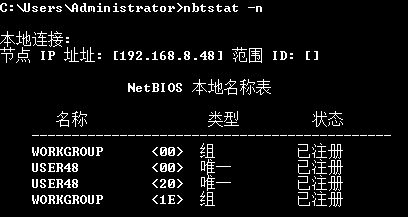 C:\Users\Administrator>nbtstat -n
本地连接:
节点 IP 址址: [192.168.8.48] 范围 ID: []
NetBIOS 本地名称表
名称 类型 状态
---------------------------------------------
WORKGROUP <00> 组 已注册
USER48 <00> 唯一 已注册
USER48 <20> 唯一 已注册
WORKGROUP <1E> 组 已注册